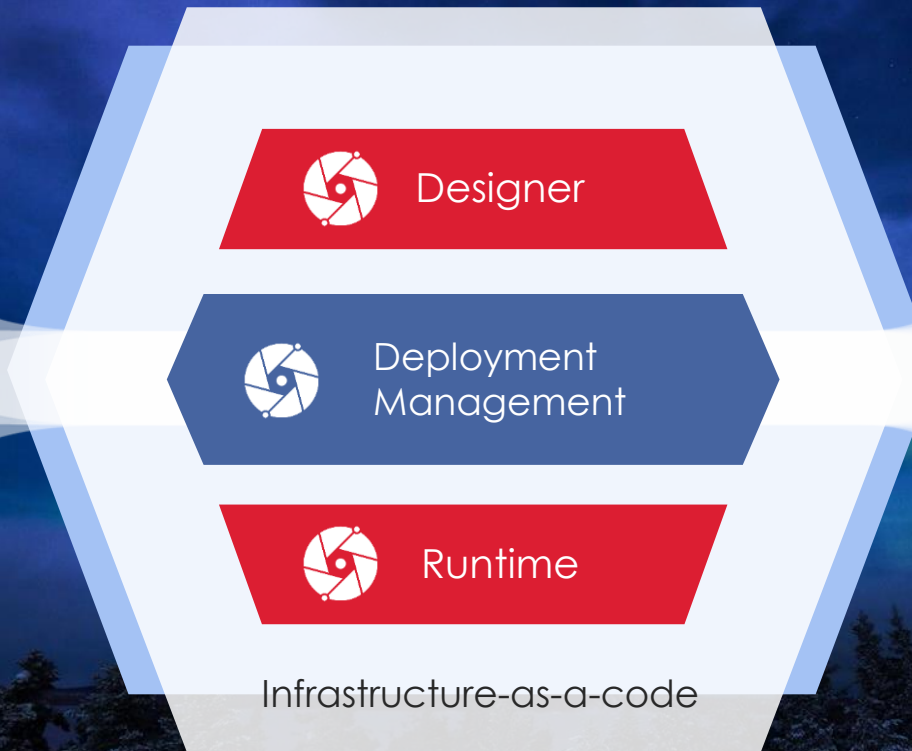 Designer
Deployment
Management
Runtime
Infrastructure-as-a-code